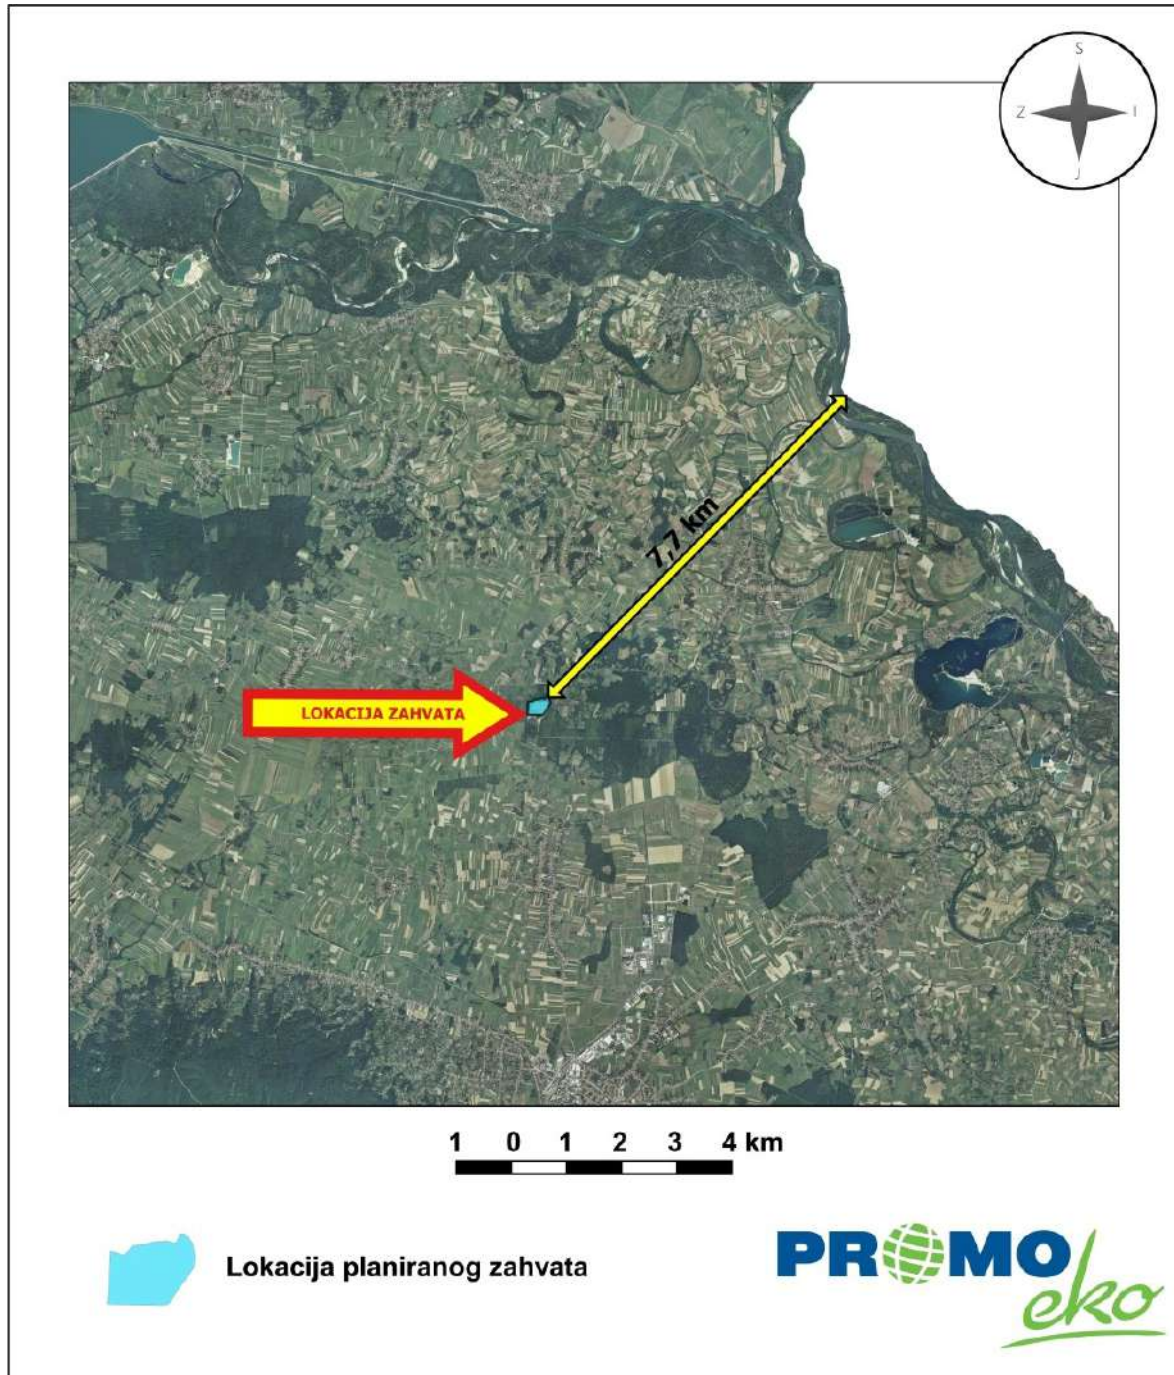 S
Z I
J
7,7 km
LOKACIJA ZAHVATA
1 0 1 2 3 4 km
Lokacija planiranog zahvata
PROMO
eko